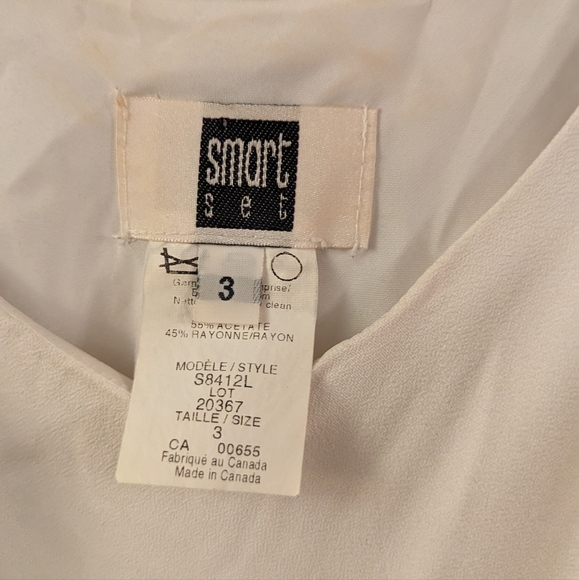 smart
set
3
clean
55% ACETATE
45% RAYONNE/RAYON
MODÈLE / STYLE
S8412L
LOT
20367
TAILLE / SIZE
3
CA 00655
Fabriqué au Canada
Made in Canada